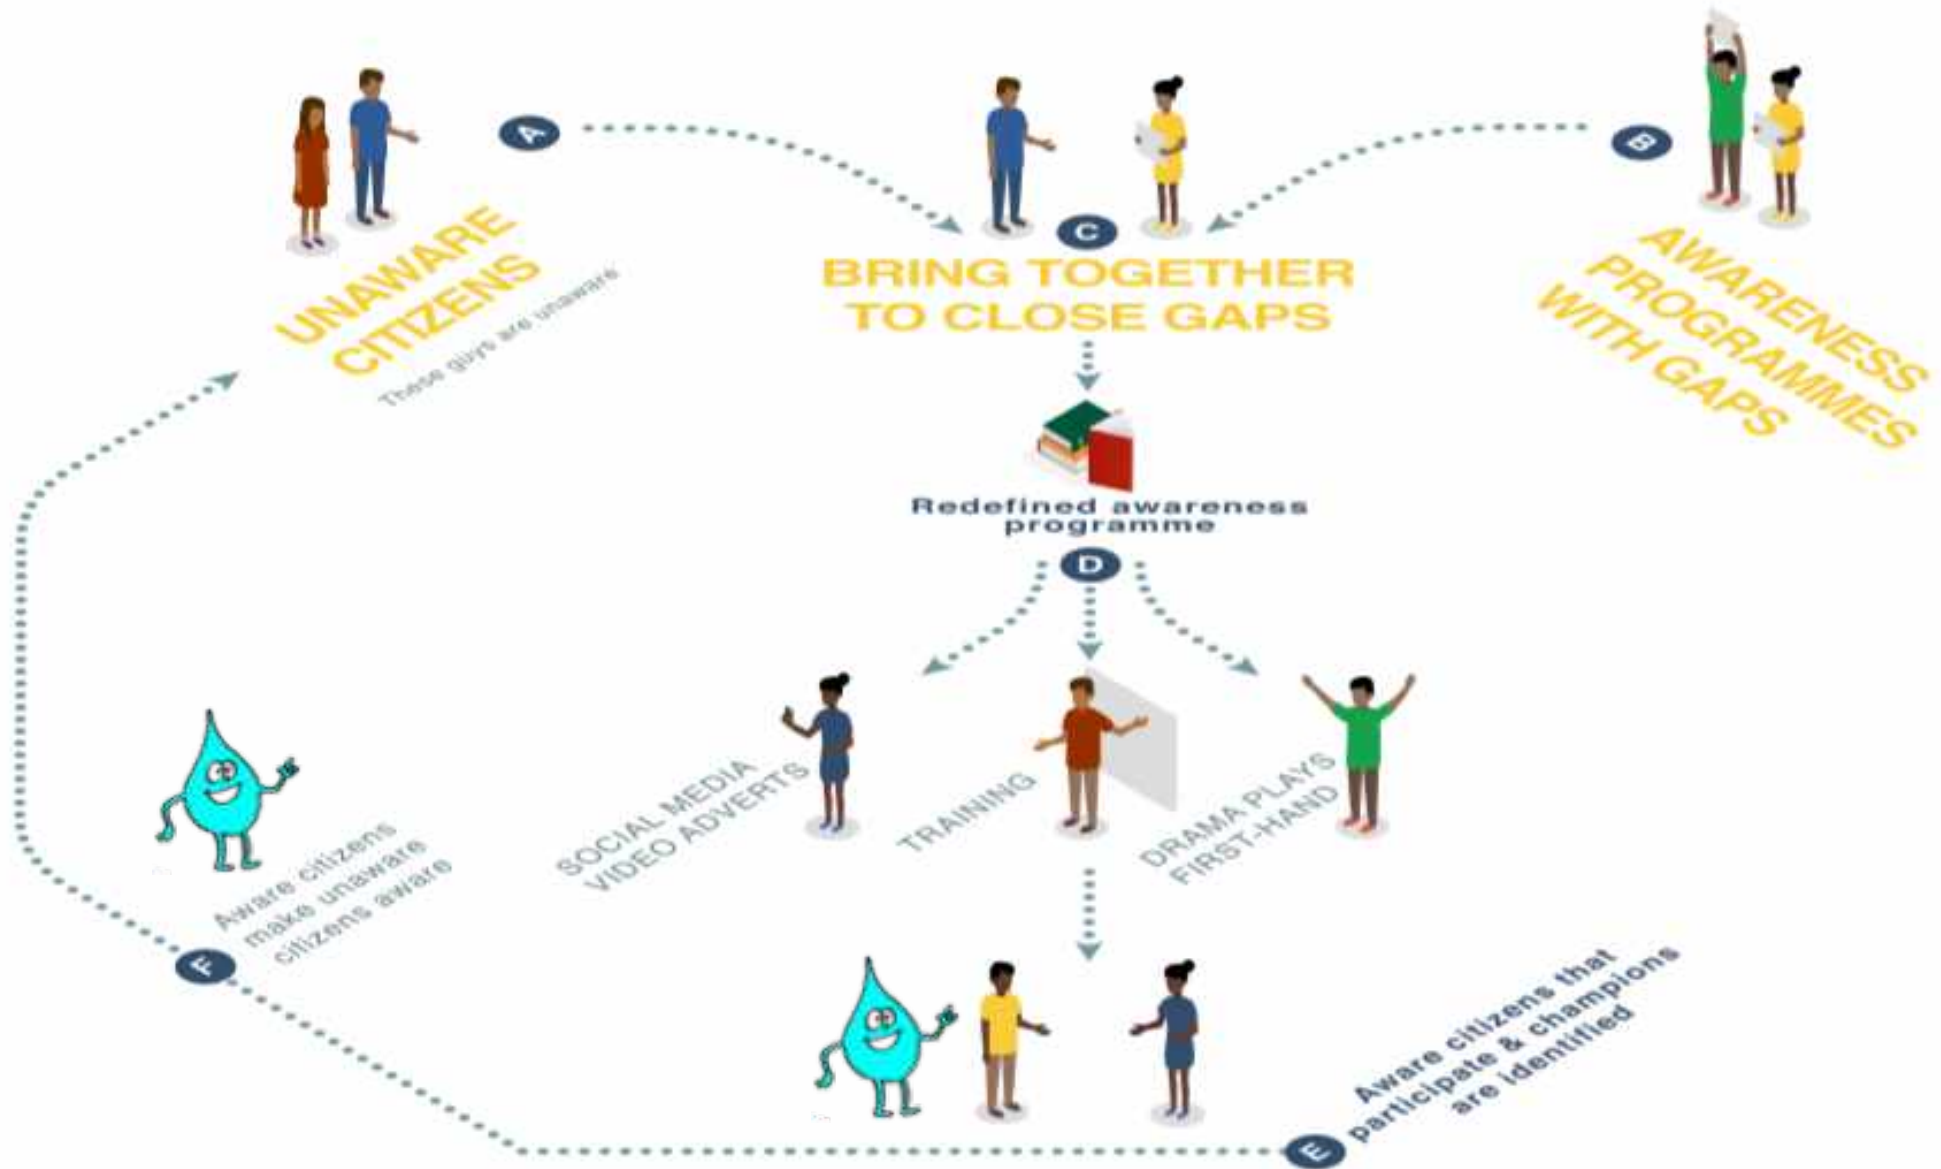 A
UNAWARE
CITIZENS
These guys are unaware
C
BRING TOGETHER
TO CLOSE GAPS
B
AWARENESS
PROGRAMMES
WITH GAPS
Redefined awareness
programme
D
SOCIAL MEDIA
VIDEO ADVERTS
TRAINING
DRAMA PLAYS
FIRST-HAND
Aware citizens
make unaware
citizens aware
F
Aware citizens that
participate & champions
are identified
E